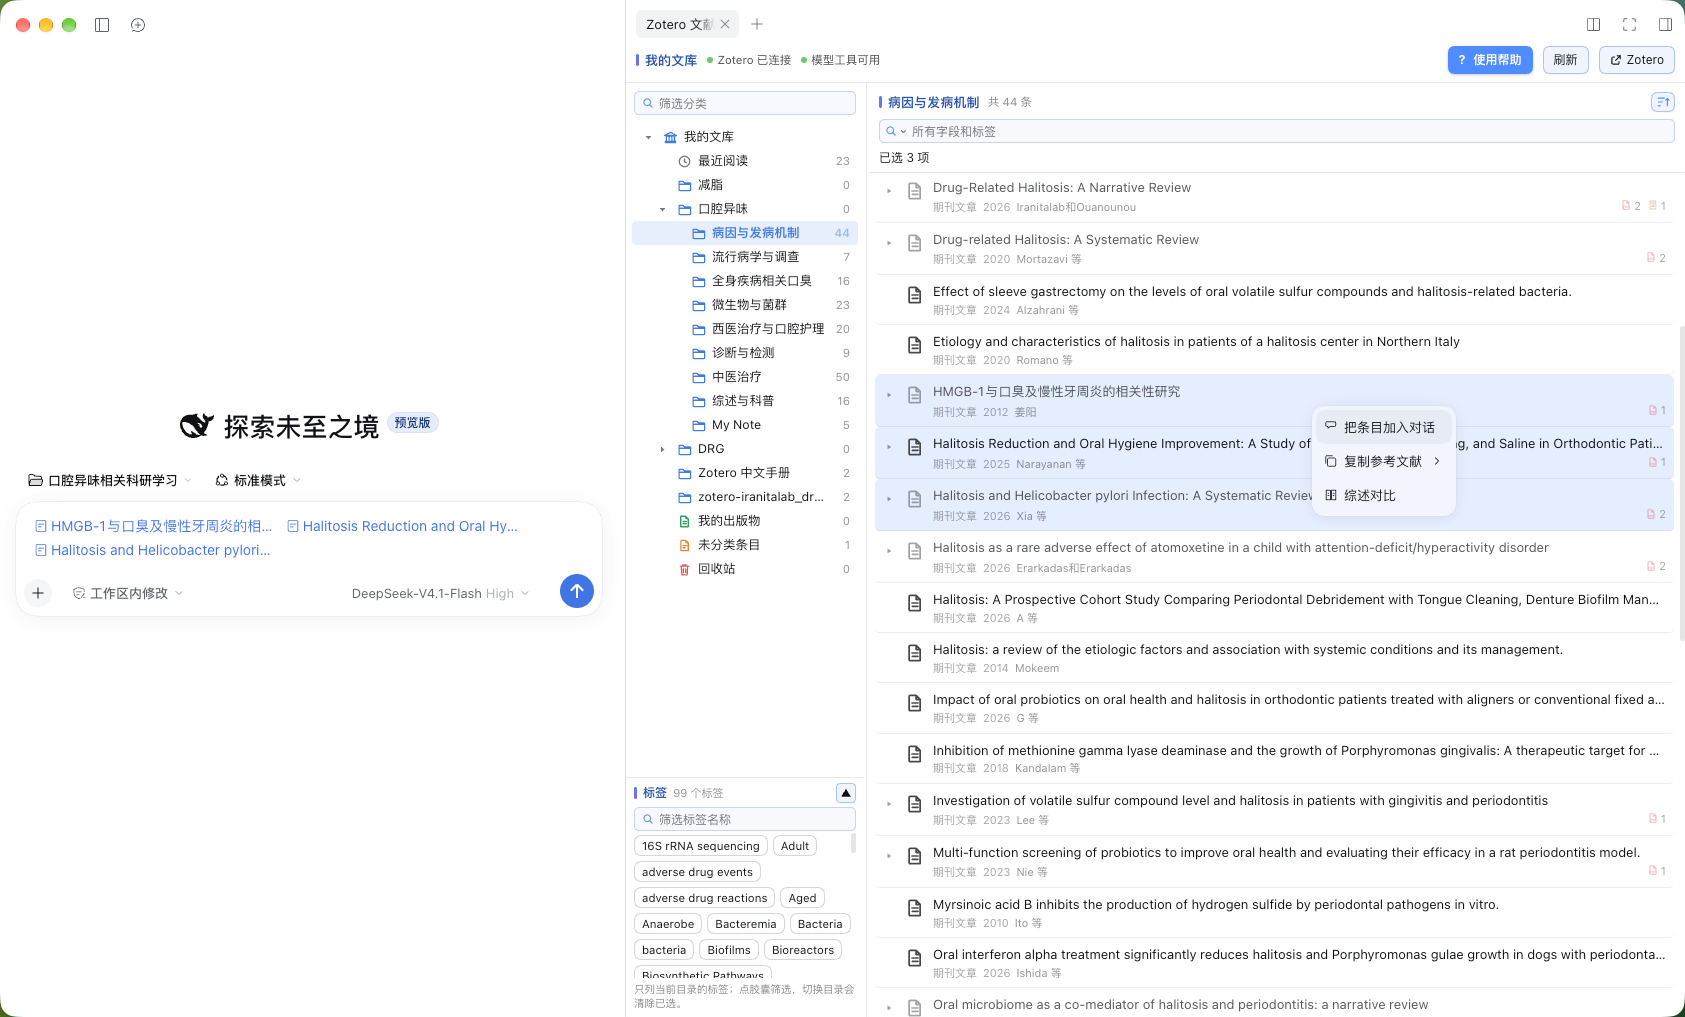 探索未至之境 预览版
口腔异味相关科研学习 标准模式
HMGB-1与口臭及慢性牙周炎的相... Halitosis Reduction and Oral Hy...
Halitosis and Helicobacter pylori...
工作区内修改 DeepSeek-V4.1-Flash High
Zotero 文献
我的文库 Zotero 已连接 模型工具可用 ? 使用帮助 刷新 Zotero
筛选分类
我的文库
最近阅读 23
减脂 0
口腔异味 0
病因与发病机制 44
流行病学与调查 7
全身疾病相关口臭 16
微生物与菌群 23
西医治疗与口腔护理 20
诊断与检测 9
中医治疗 50
综述与科普 16
My Note 5
DRG 0
Zotero 中文手册 2
zotero-iranitalab_dr... 2
我的出版物 0
未分类条目 1
回收站 0
标签 99 个标签
筛选标签名称
16S rRNA sequencing Adult
adverse drug events
adverse drug reactions Aged
Anaerobe Bacteremia Bacteria
bacteria Biofilms Bioreactors
Biosynthetic Pathways
只列当前目录的标签；点胶囊筛选，切换目录会
清除已选。
病因与发病机制 共 44 条
所有字段和标签
已选 3 项
Drug-Related Halitosis: A Narrative Review
期刊文章 2026 Iranitalab和Ouanounou 2 1
Drug-related Halitosis: A Systematic Review
期刊文章 2020 Mortazavi 等 2
Effect of sleeve gastrectomy on the levels of oral volatile sulfur compounds and halitosis-related bacteria.
期刊文章 2024 Alzahrani 等
Etiology and characteristics of halitosis in patients of a halitosis center in Northern Italy
期刊文章 2020 Romano 等
HMGB-1与口臭及慢性牙周炎的相关性研究
期刊文章 2012 姜阳 1
Halitosis Reduction and Oral Hygiene Improvement: A Study of g, and Saline in Orthodontic Pati...
期刊文章 2025 Narayanan 等 1
Halitosis and Helicobacter pylori Infection: A Systematic Review
期刊文章 2026 Xia 等 2
把条目加入对话
复制参考文献
综述对比
Halitosis as a rare adverse effect of atomoxetine in a child with attention-deficit/hyperactivity disorder
期刊文章 2026 Erarkadas和Erarkadas 2
Halitosis: A Prospective Cohort Study Comparing Periodontal Debridement with Tongue Cleaning, Denture Biofilm Man...
期刊文章 2026 A 等
Halitosis: a review of the etiologic factors and association with systemic conditions and its management.
期刊文章 2014 Mokeem
Impact of oral probiotics on oral health and halitosis in orthodontic patients treated with aligners or conventional fixed a...
期刊文章 2026 G 等
Inhibition of methionine gamma lyase deaminase and the growth of Porphyromonas gingivalis: A therapeutic target for ...
期刊文章 2018 Kandalam 等
Investigation of volatile sulfur compound level and halitosis in patients with gingivitis and periodontitis
期刊文章 2023 Lee 等 1
Multi-function screening of probiotics to improve oral health and evaluating their efficacy in a rat periodontitis model.
期刊文章 2023 Nie 等 1
Myrsinoic acid B inhibits the production of hydrogen sulfide by periodontal pathogens in vitro.
期刊文章 2010 Ito 等
Oral interferon alpha treatment significantly reduces halitosis and Porphyromonas gulae growth in dogs with periodonta...
期刊文章 2026 Ishida 等
Oral microbiome as a co-mediator of halitosis and periodontitis: a narrative review